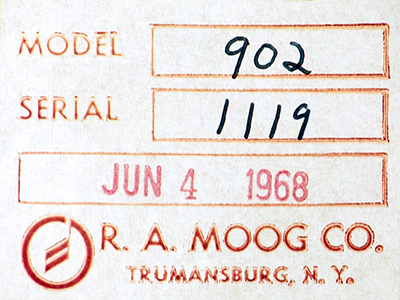 MODEL 902
SERIAL 1119
JUN 4 1968
R. A. MOOG CO.
TRUMANSBURG, N. Y.